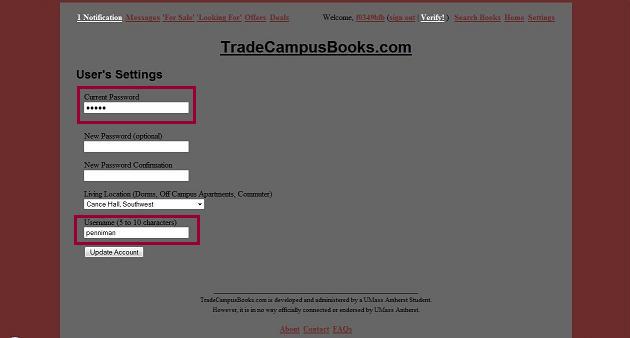 1 Notification Messages 'For Sale' 'Looking For' Offers Deals Welcome, f0349bfb (sign out | Verify!) Search Books Home Settings
TradeCampusBooks.com
User's Settings
Current Password
•••••
New Password (optional)
New Password Confirmation
Living Location (Dorms, Off Campus Apartments, Commuter)
Cance Hall, Southwest
Username (5 to 10 characters)
penniman
Update Account
TradeCampusBooks.com is developed and administered by a UMass Amherst Student.
However, it is in no way officially connected or endorsed by UMass Amherst.
About Contact FAQs